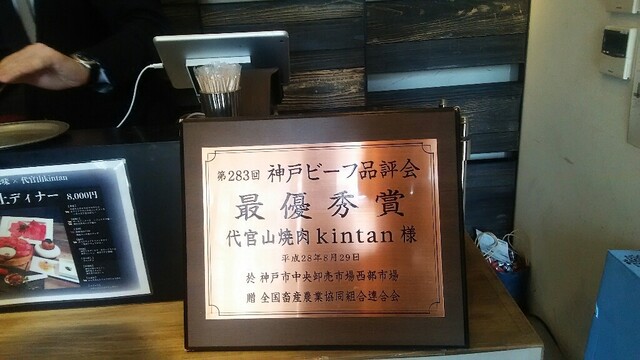 第283回 神戸ビーフ品評会
最優秀賞
代官山焼肉kintan様
平成28年8月29日
於 神戸市中央卸売市場西部市場
贈 全国畜産農業協同組合連合会
× 代官山kintan
ディナー 8,000円